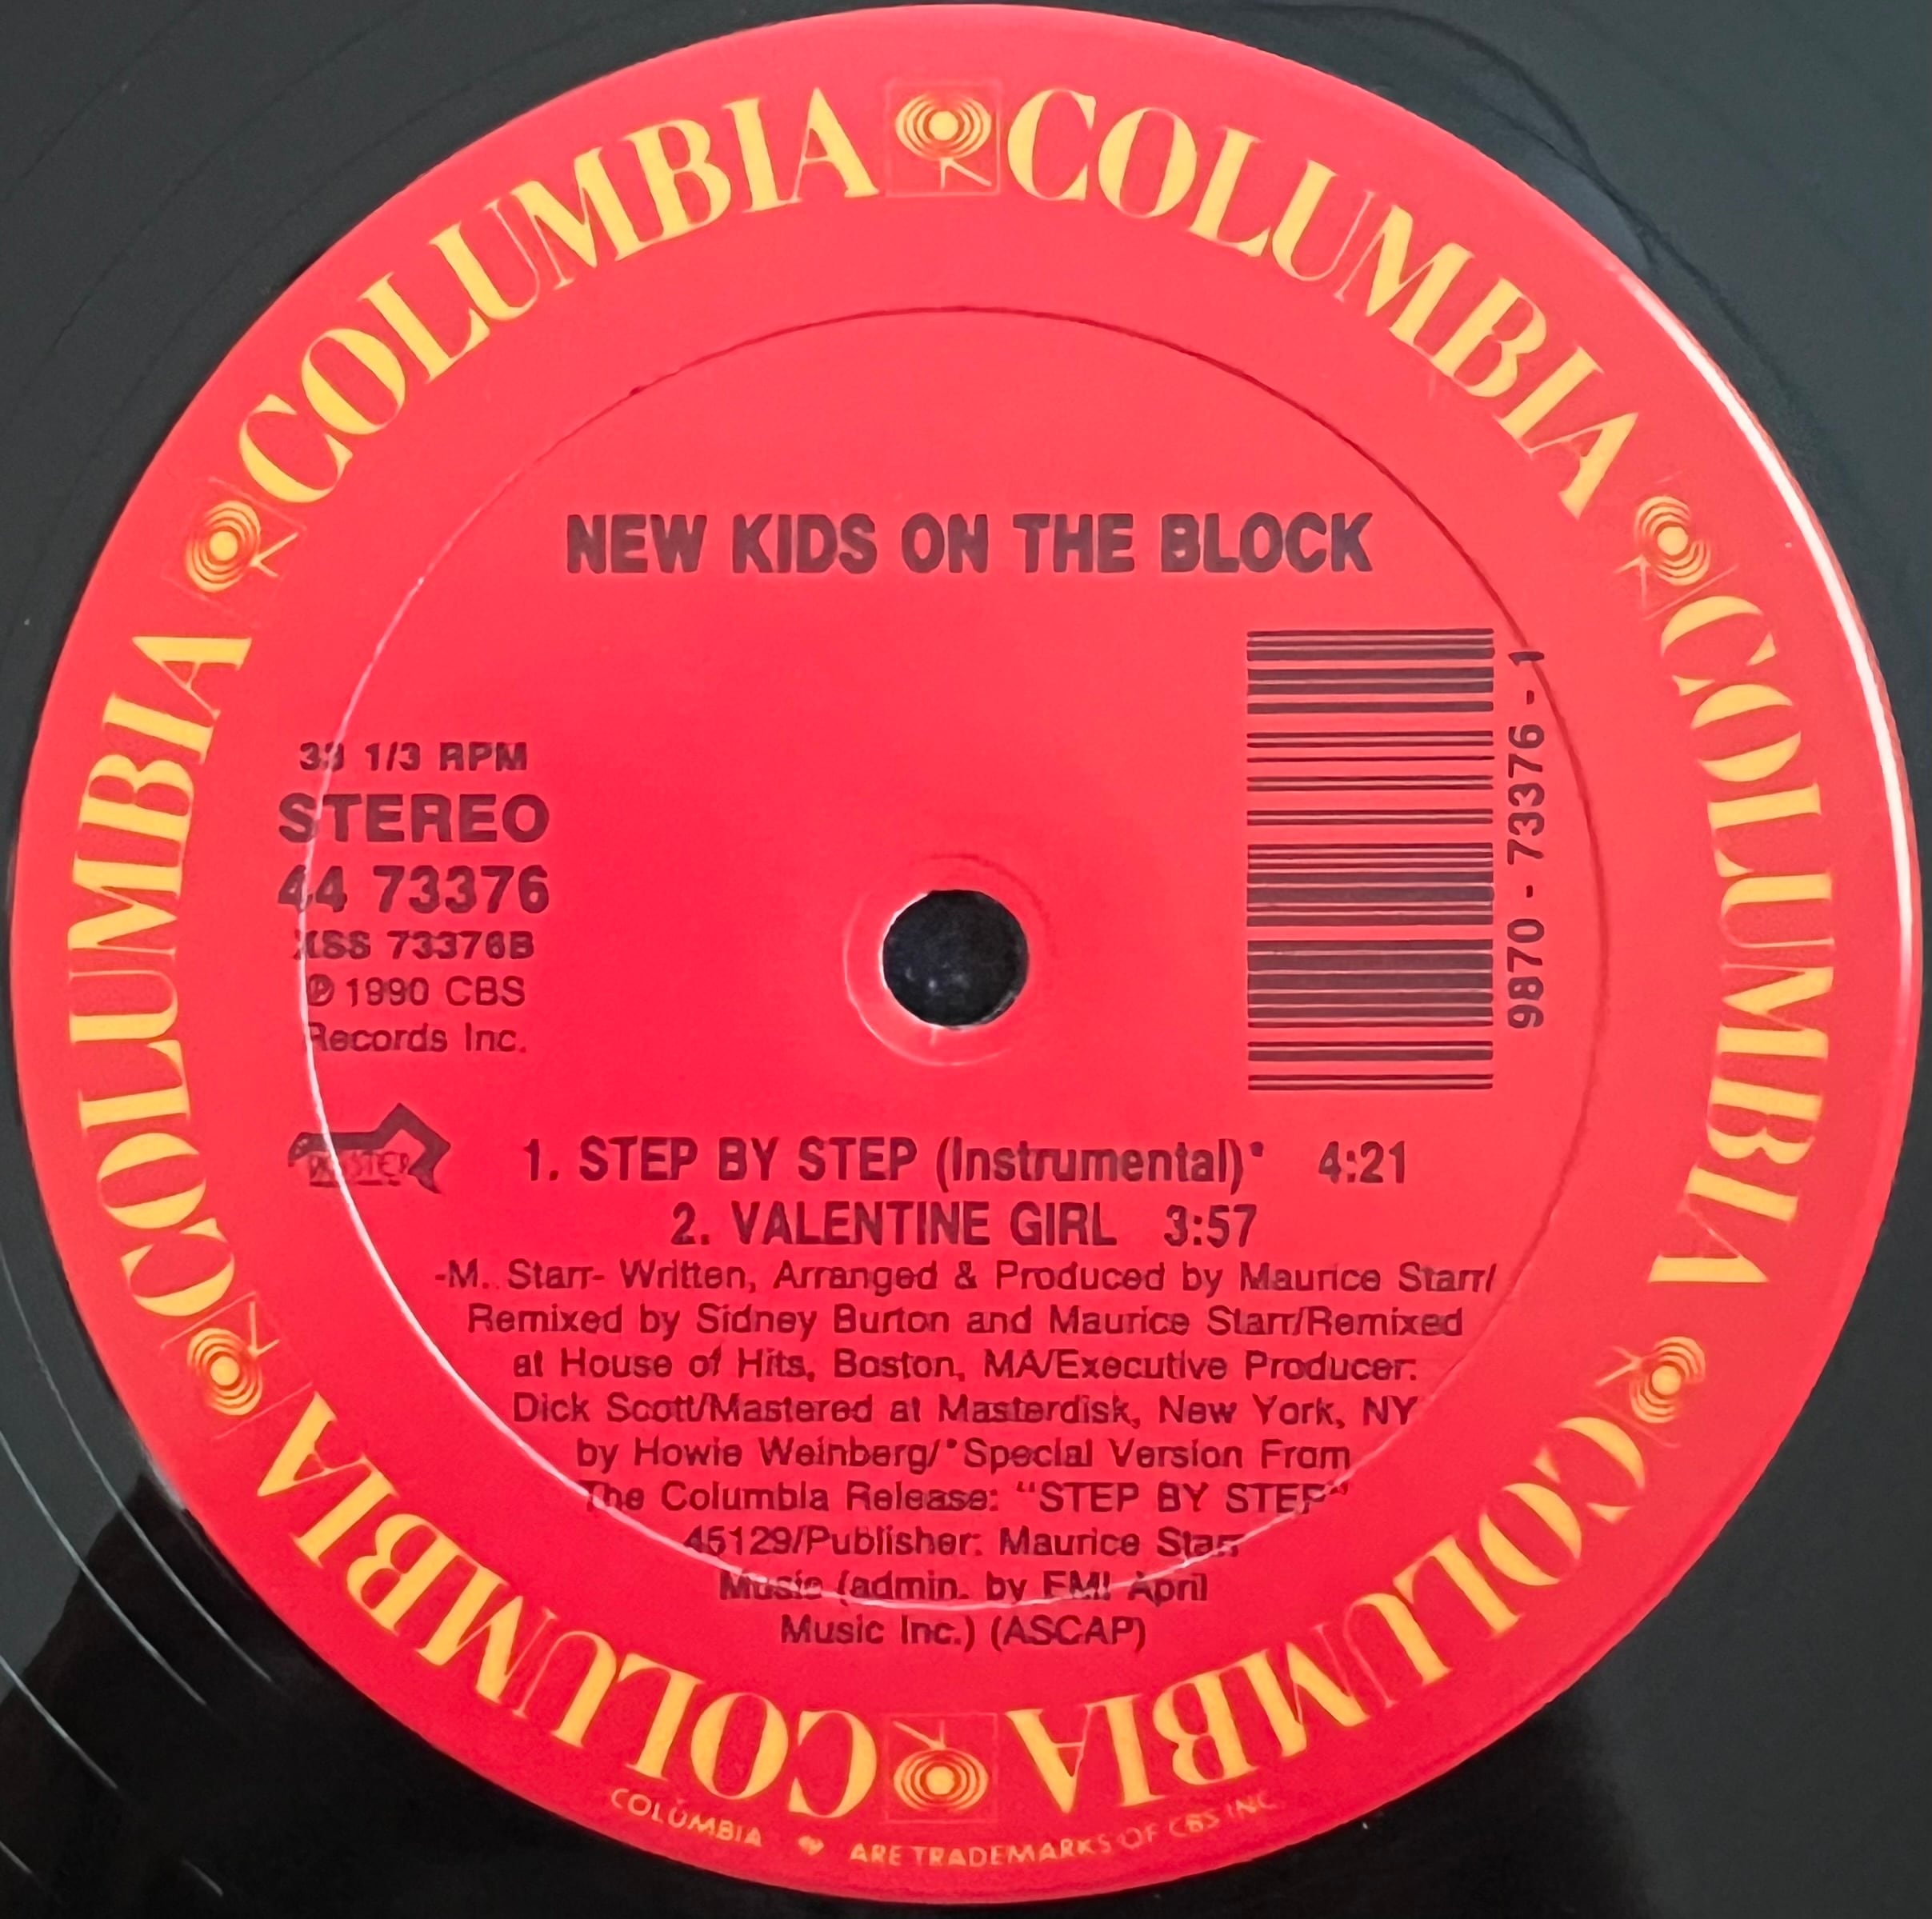 COLUMBIA COLUMBIA COLUMBIA COLUMBIA COLUMBIA COLUMBIA
NEW KIDS ON THE BLOCK
33 1/3 RPM
STEREO
44 73376
XSS 73376B
℗ 1990 CBS
Records Inc.
9870 - 73376 - 1
1. STEP BY STEP (Instrumental)* 4:21
2. VALENTINE GIRL 3:57
-M. Starr- Written, Arranged & Produced by Maurice Starr/
Remixed by Sidney Burton and Maurice Starr/Remixed
at House of Hits, Boston, MA/Executive Producer:
Dick Scott/Mastered at Masterdisk, New York, NY
by Howie Weinberg/*Special Version From
The Columbia Release: "STEP BY STEP"
45129/Publisher: Maurice Starr
Music (admin. by EMI April
Music Inc.) (ASCAP)
COLUMBIA ARE TRADEMARKS OF CBS INC.